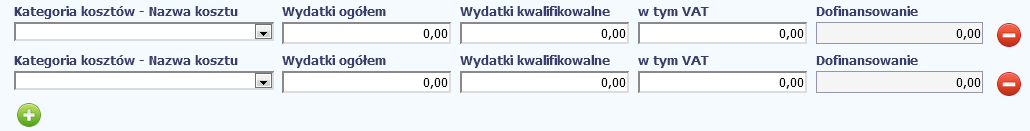 Kategoria kosztów - Nazwa kosztu Wydatki ogółem Wydatki kwalifikowalne w tym VAT Dofinansowanie
0,00 0,00 0,00 0,00
Kategoria kosztów - Nazwa kosztu Wydatki ogółem Wydatki kwalifikowalne w tym VAT Dofinansowanie
0,00 0,00 0,00 0,00